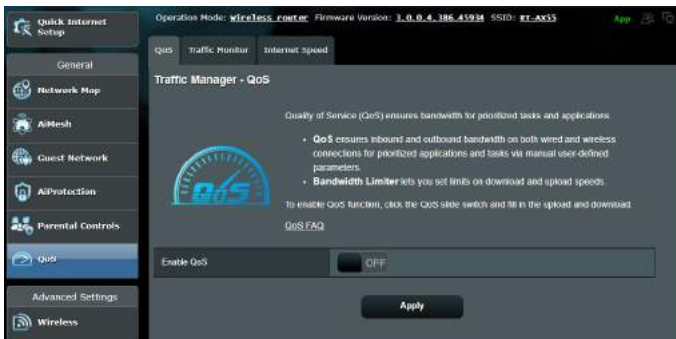 Quick Internet
Setup
Operation Mode: Wireless router Firmware Version: 3.0.0.4.386.45934 SSID: RT-AX55
App
QoS
Traffic Monitor
Internet Speed
General
Network Map
AiMesh
Guest Network
AiProtection
Parental Controls
QoS
Advanced Settings
Wireless
Traffic Manager - QoS
Quality of Service (QoS) ensures bandwidth for prioritized tasks and applications.
• QoS ensures inbound and outbound bandwidth on both wired and wireless
connections for prioritized applications and tasks via manual user-defined
parameters.
• Bandwidth Limiter lets you set limits on download and upload speeds.
To enable QoS function, click the QoS slide switch and fill in the upload and download.
QoS FAQ
QoS
Enable QoS
OFF
Apply